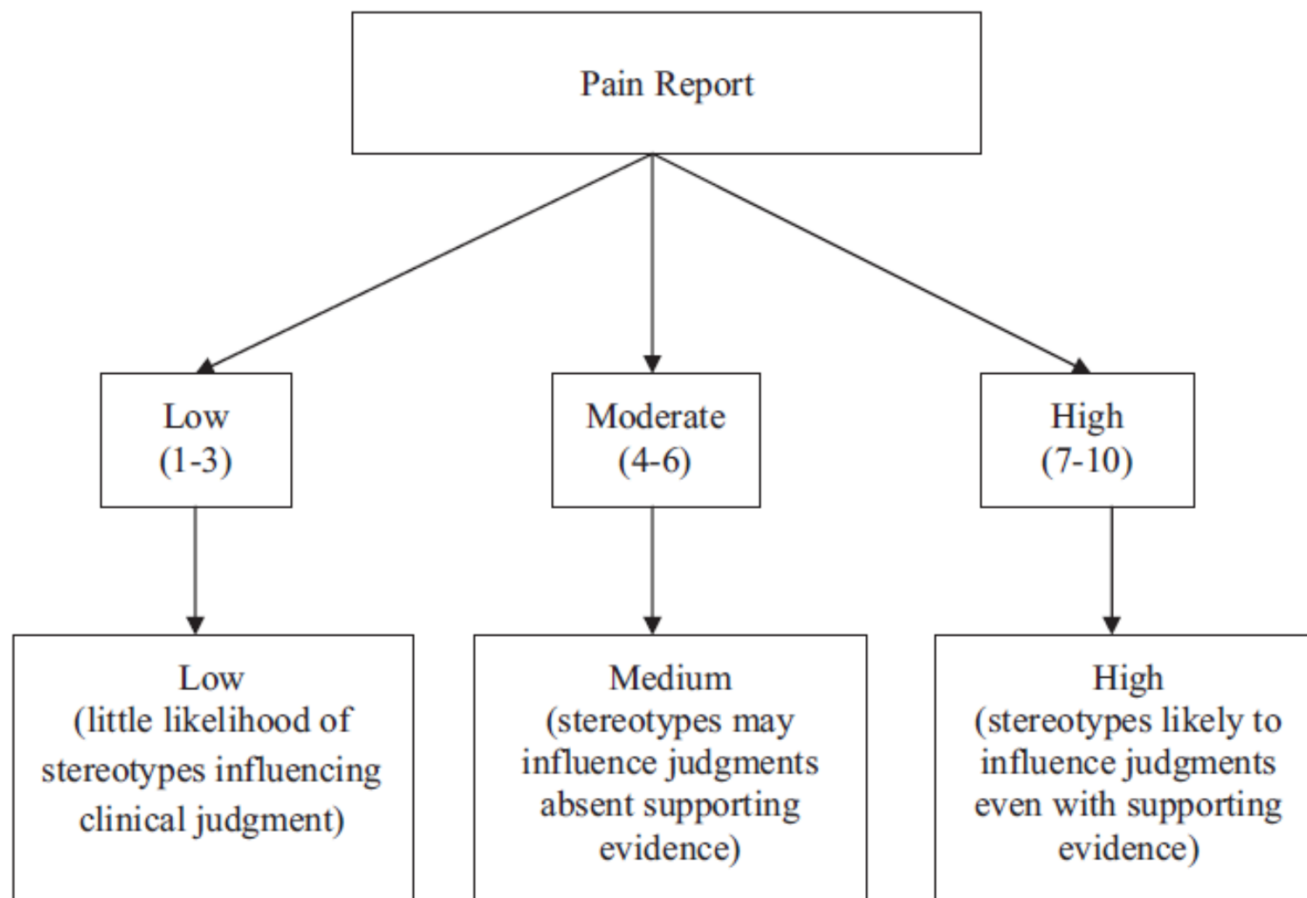 Pain Report
Low
(1-3)
Moderate
(4-6)
High
(7-10)
Low
(little likelihood of
stereotypes influencing
clinical judgment)
Medium
(stereotypes may
influence judgments
absent supporting
evidence)
High
(stereotypes likely to
influence judgments
even with supporting
evidence)